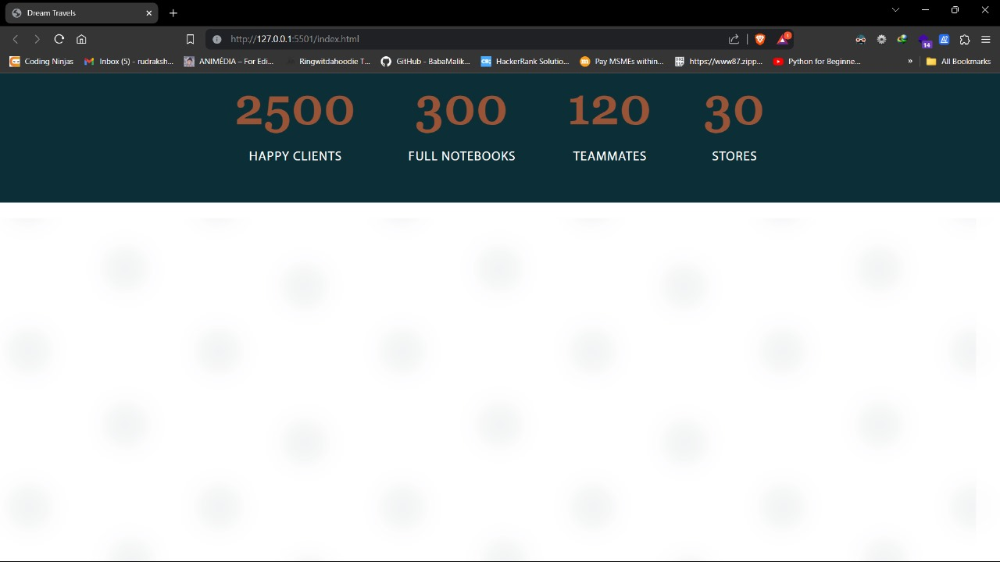 Dream Travels
http://127.0.0.1:5501/index.html
1
14
Coding Ninjas
Inbox (5) - rudraksh...
ANIMÉDIA – For Edi...
Ringwitdahoodie T...
GitHub - BabaMalik...
HackerRank Solutio...
Pay MSMEs within...
https://www87.zipp...
Python for Beginne...
»
All Bookmarks
2500 300 120 30
HAPPY CLIENTS FULL NOTEBOOKS TEAMMATES STORES